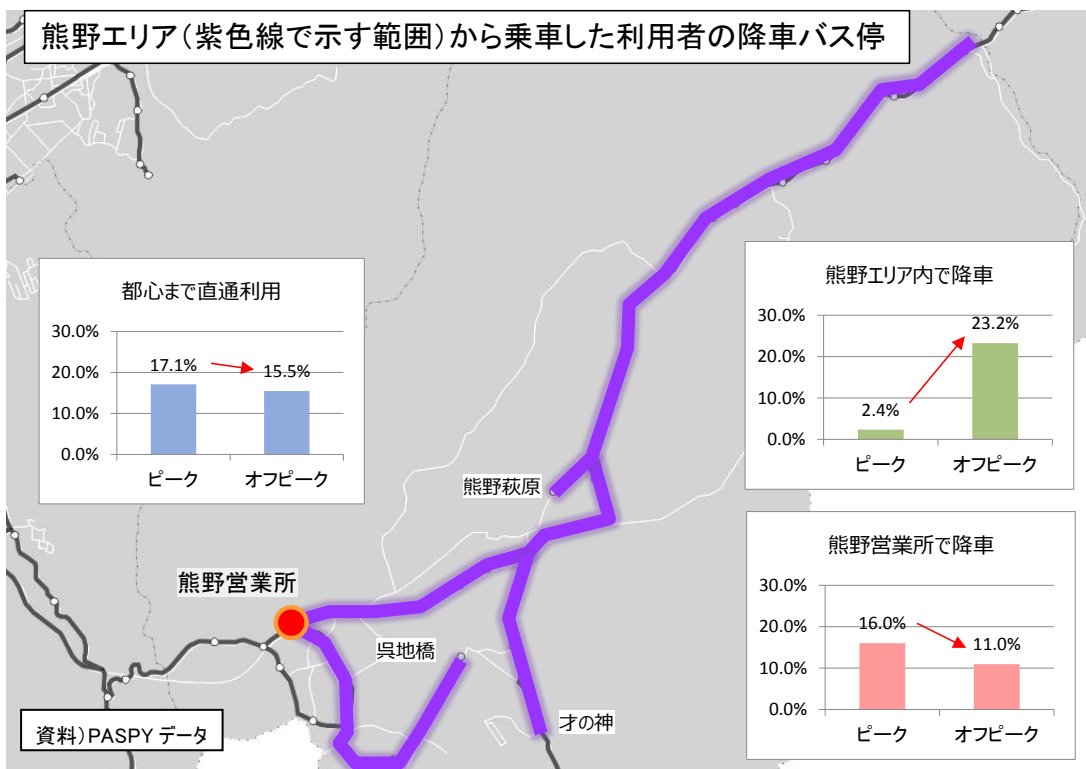 熊野エリア(紫色線で示す範囲)から乗車した利用者の降車バス停
都心まで直通利用
30.0%
20.0%
10.0%
0.0%
17.1%
15.5%
ピーク
オフピーク
熊野エリア内で降車
30.0%
20.0%
10.0%
0.0%
2.4%
23.2%
ピーク
オフピーク
熊野萩原
熊野営業所
呉地橋
才の神
熊野営業所で降車
30.0%
20.0%
10.0%
0.0%
16.0%
11.0%
ピーク
オフピーク
資料)PASPYデータ